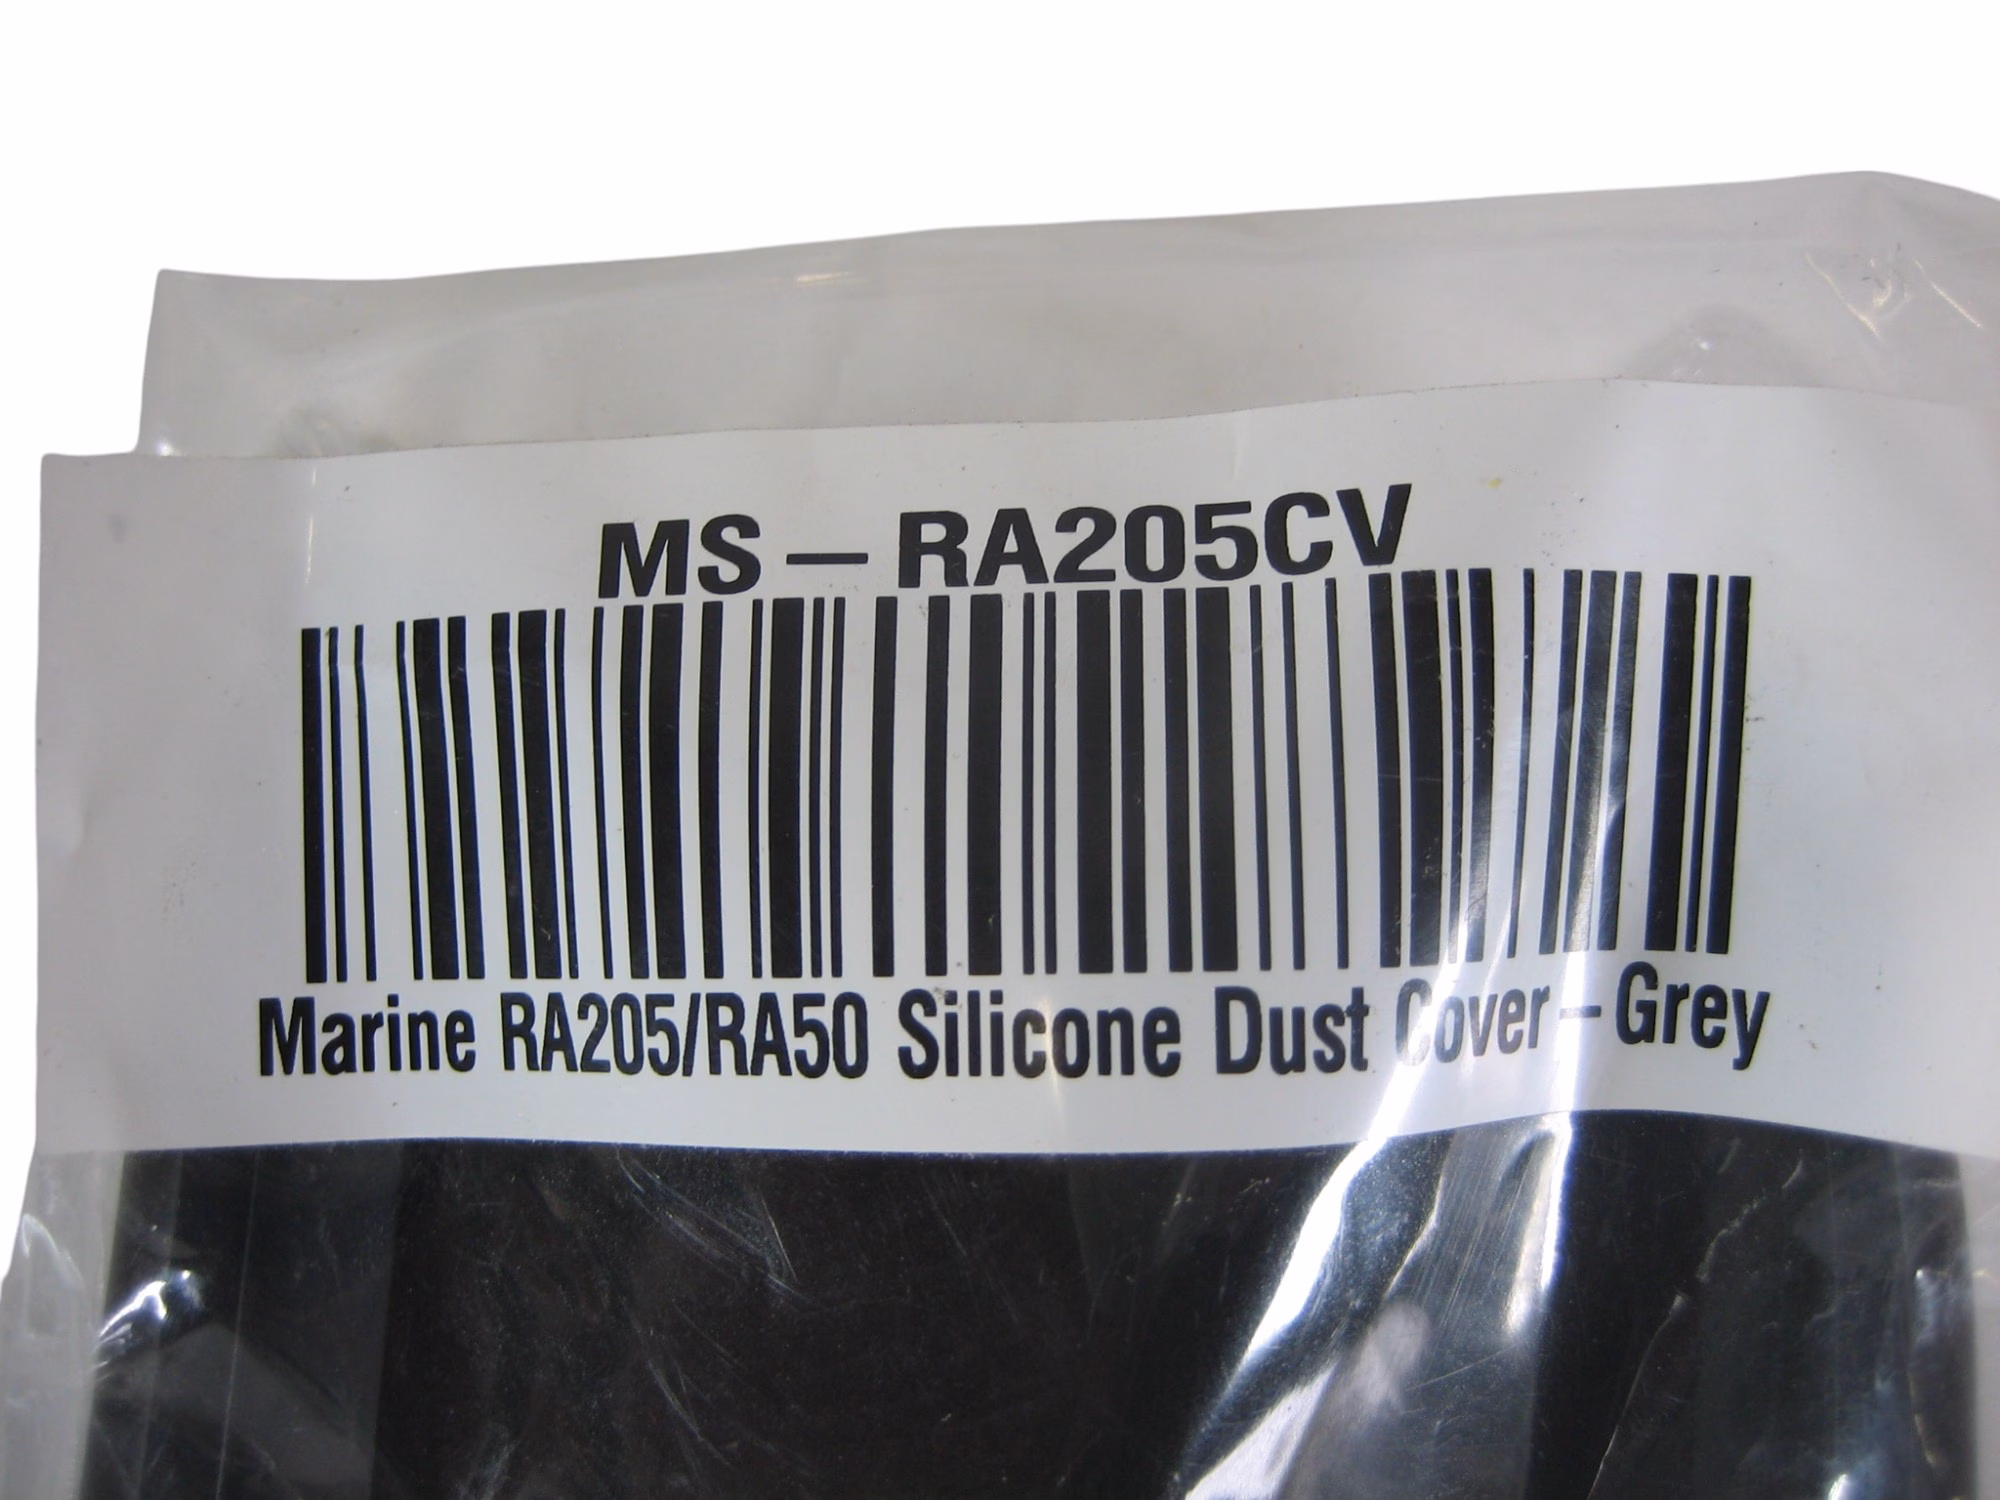 MS-RA205CV
Marine RA205/RA50 Silicone Dust Cover-Grey